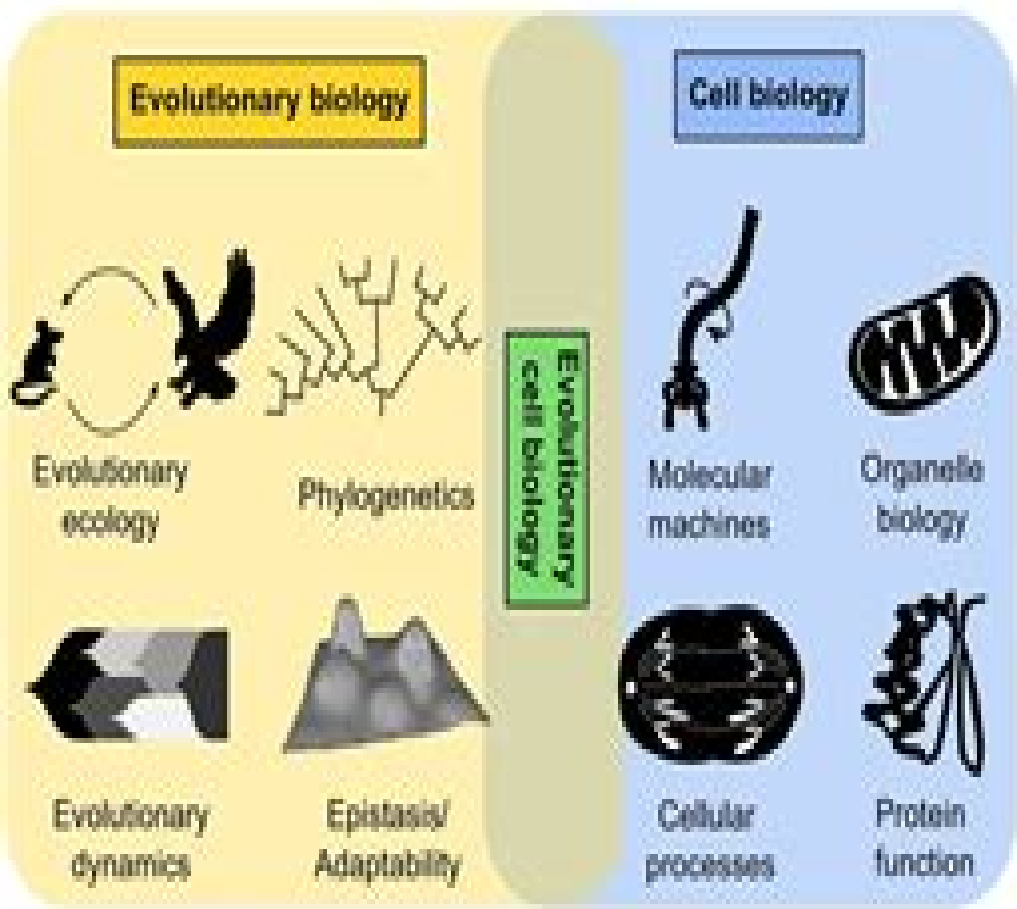 Evolutionary biology
Cell biology
Evolutionary
ecology
Phylogenetics
Evolutionary
cell biology
Molecular
machines
Organelle
biology
Evolutionary
dynamics
Epistasis/
Adaptability
Cellular
processes
Protein
function